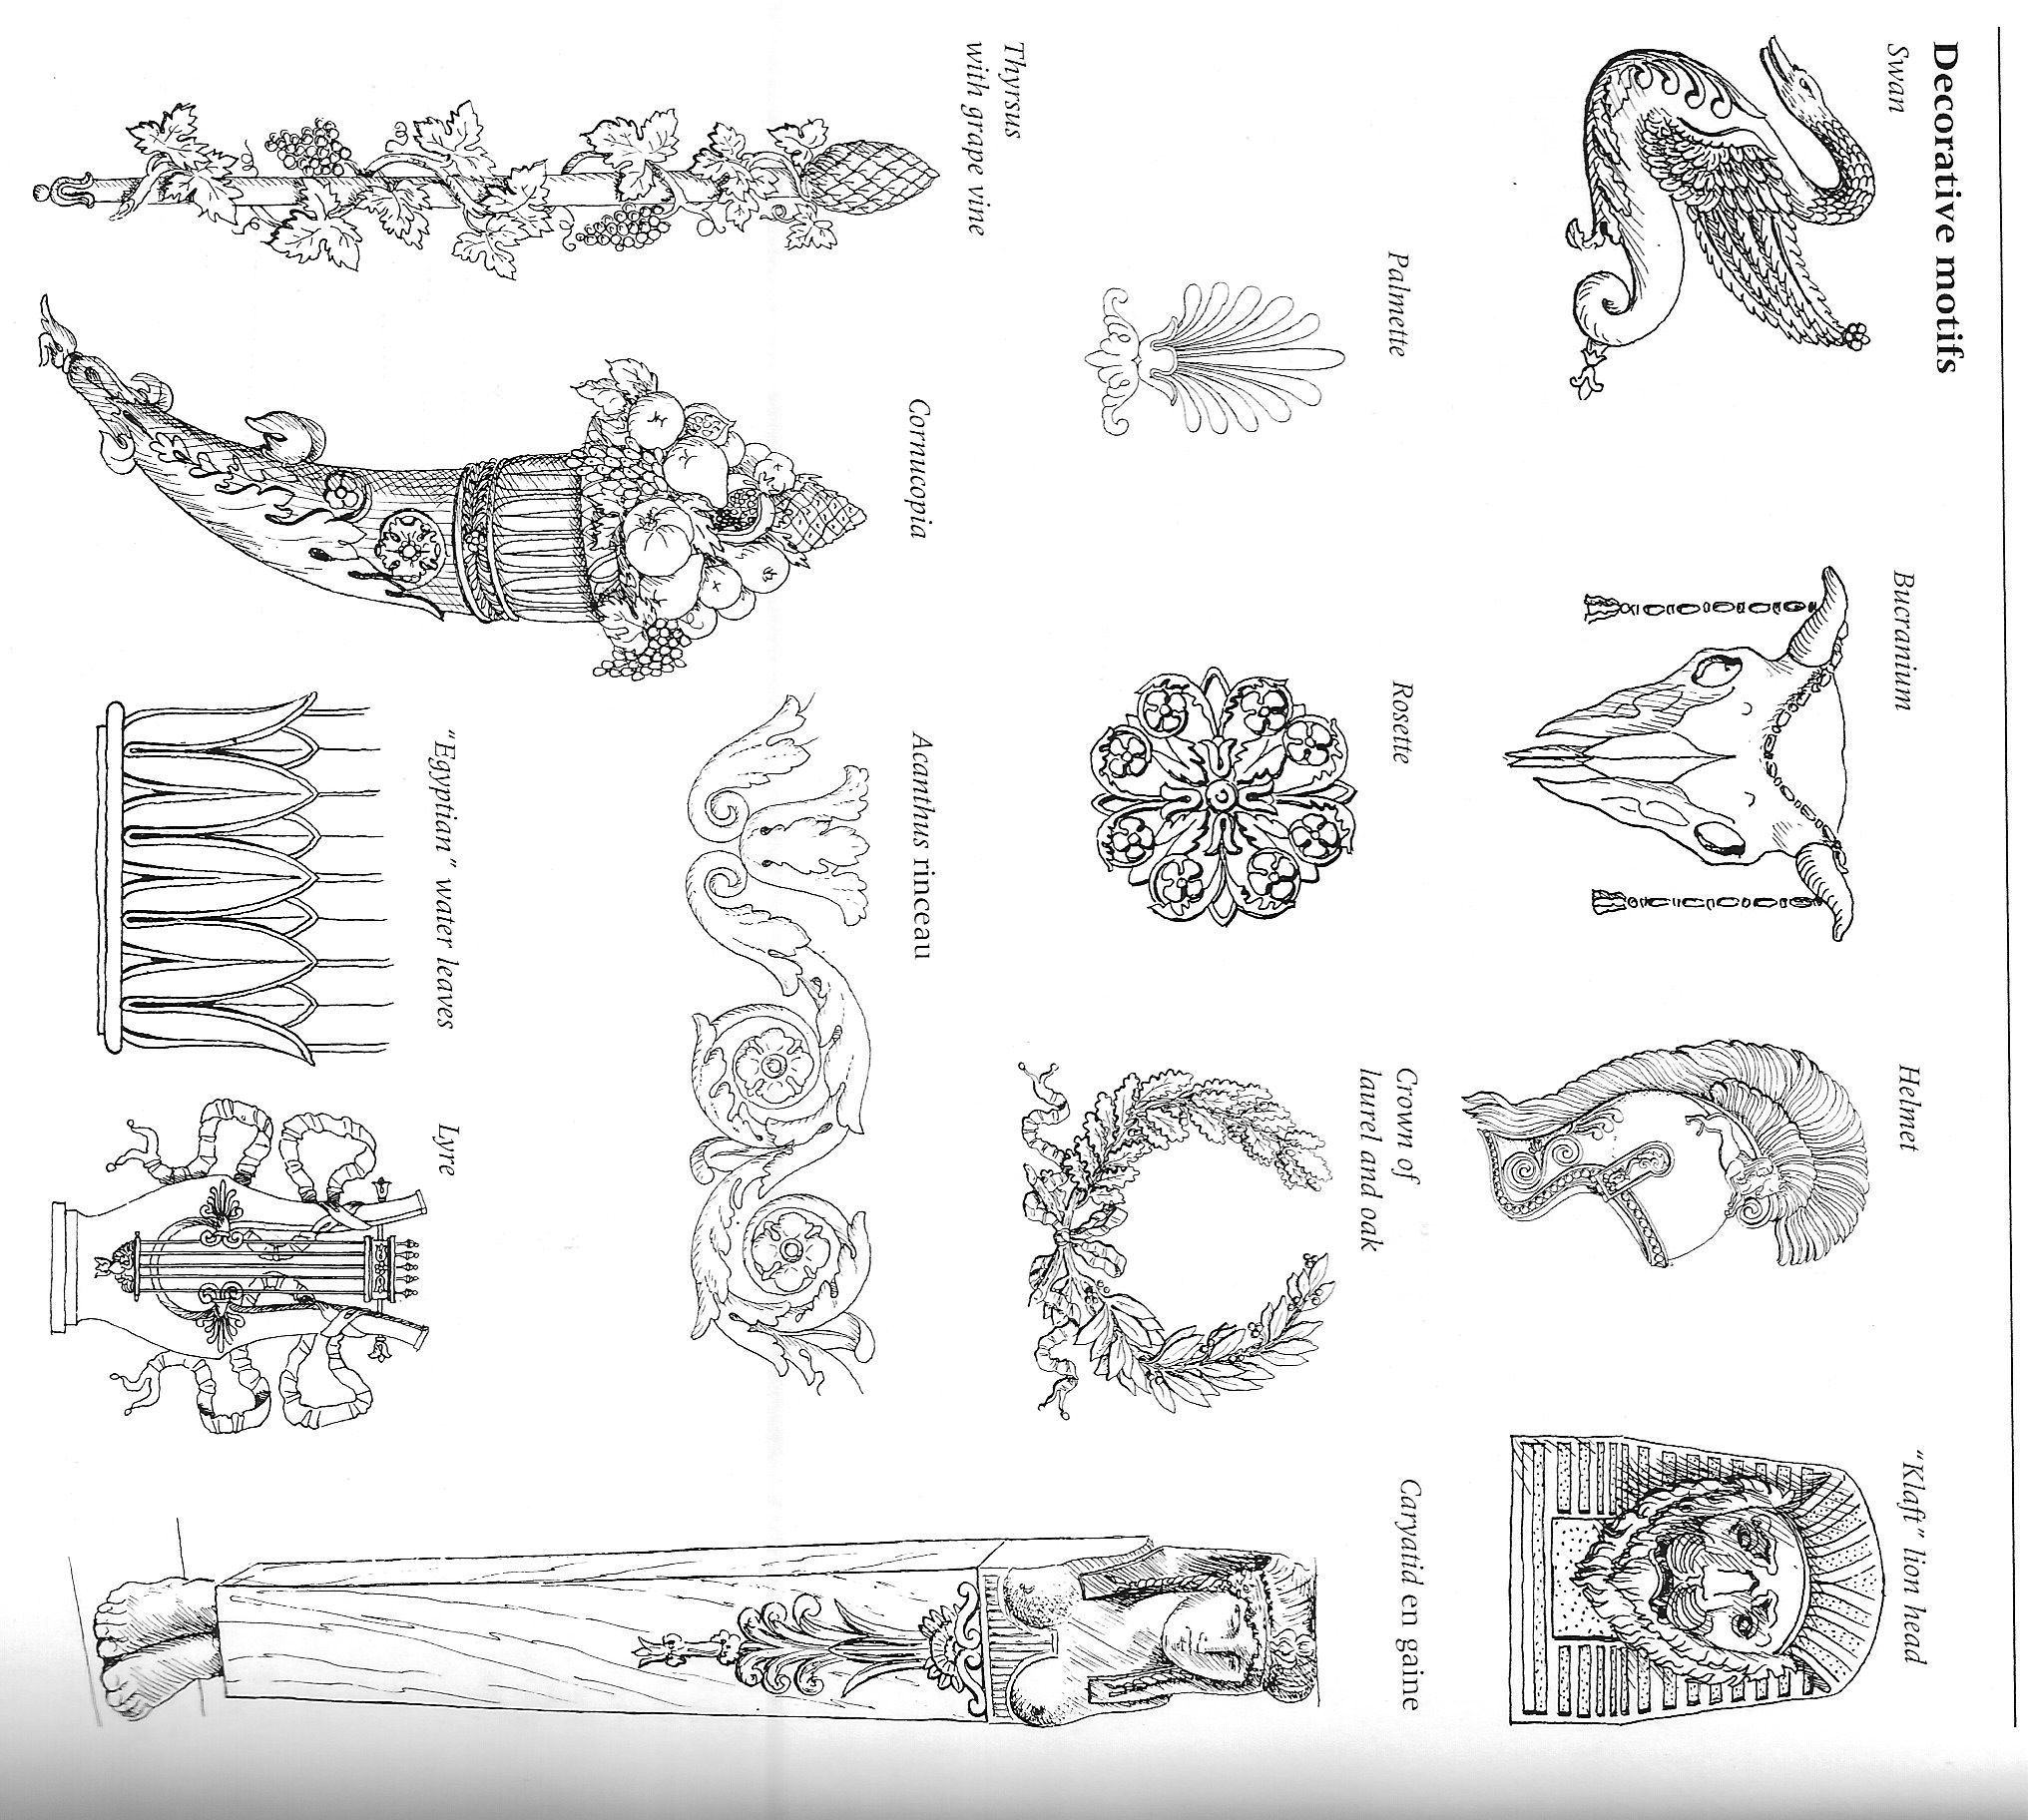 Decorative motifs
Swan
Bucranium
Helmet
"Klaft" lion head
Palmette
Rosette
Crown of
laurel and oak
Caryatid en gaine
Thyrsus
with grape vine
Cornucopia
Acanthus rinceau
"Egyptian" water leaves
Lyre